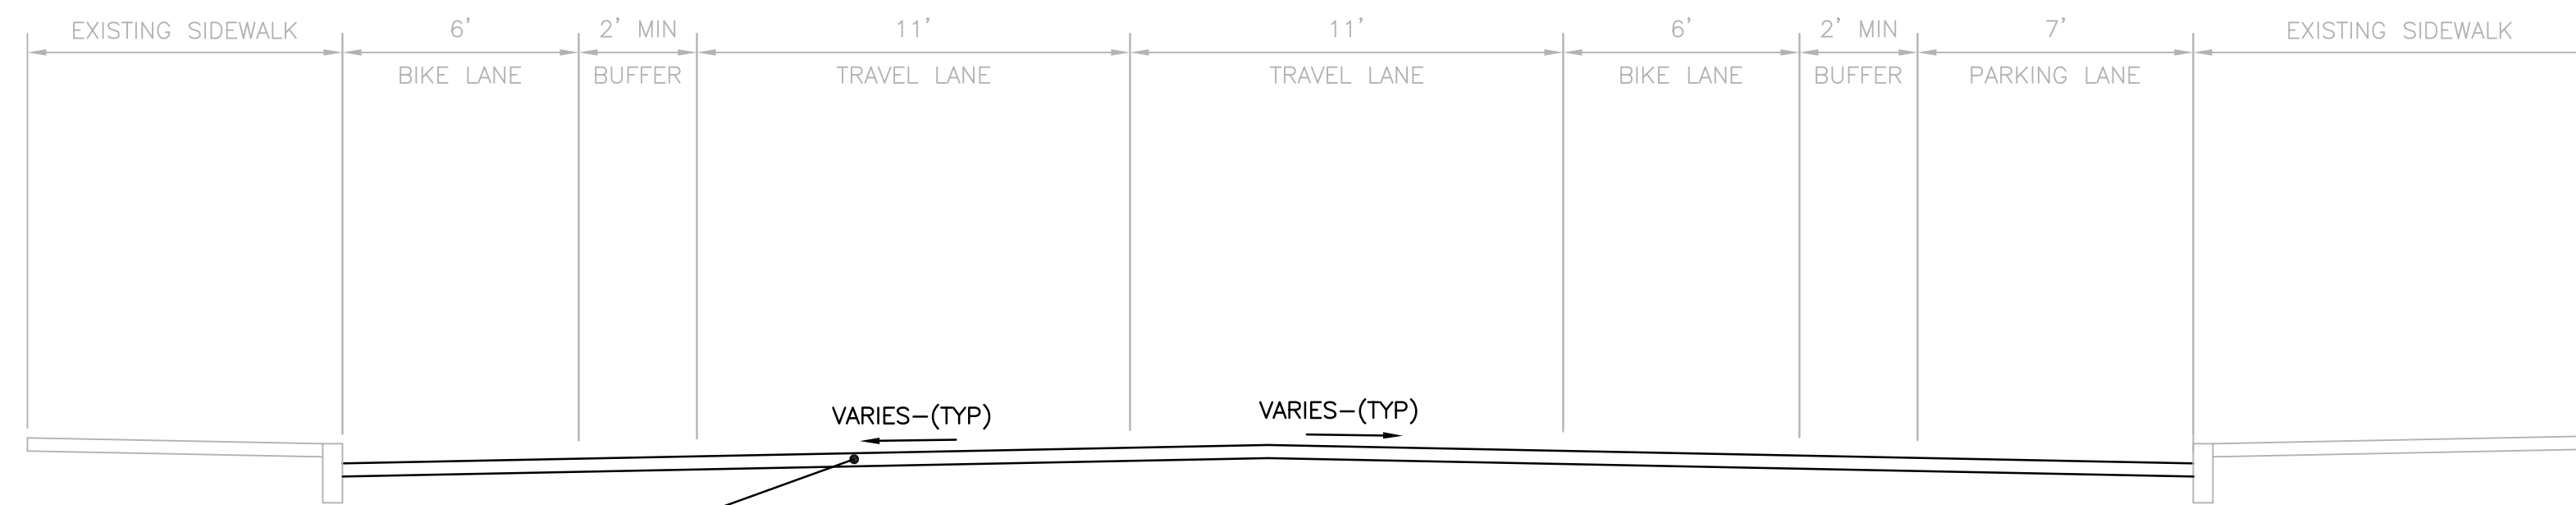 EXISTING SIDEWALK 6' 2' MIN 11' 11' 6' 2' MIN 7' EXISTING SIDEWALK
BIKE LANE BUFFER TRAVEL LANE TRAVEL LANE BIKE LANE BUFFER PARKING LANE
VARIES-(TYP) VARIES-(TYP)